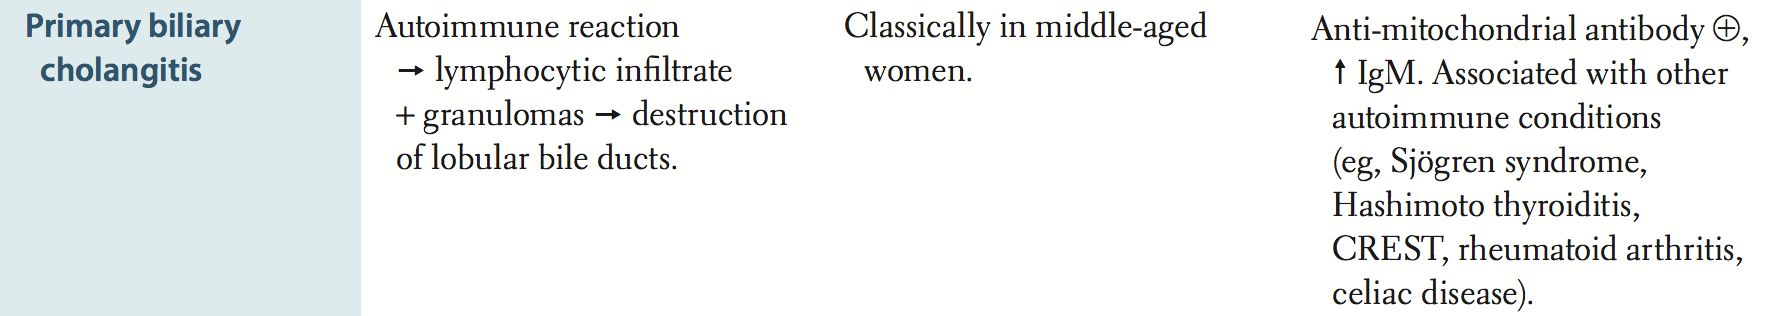 Primary biliary
cholangitis
Autoimmune reaction
→ lymphocytic infiltrate
+ granulomas → destruction
of lobular bile ducts.
Classically in middle-aged
women.
Anti-mitochondrial antibody ⊕,
↑ IgM. Associated with other
autoimmune conditions
(eg, Sjögren syndrome,
Hashimoto thyroiditis,
CREST, rheumatoid arthritis,
celiac disease).